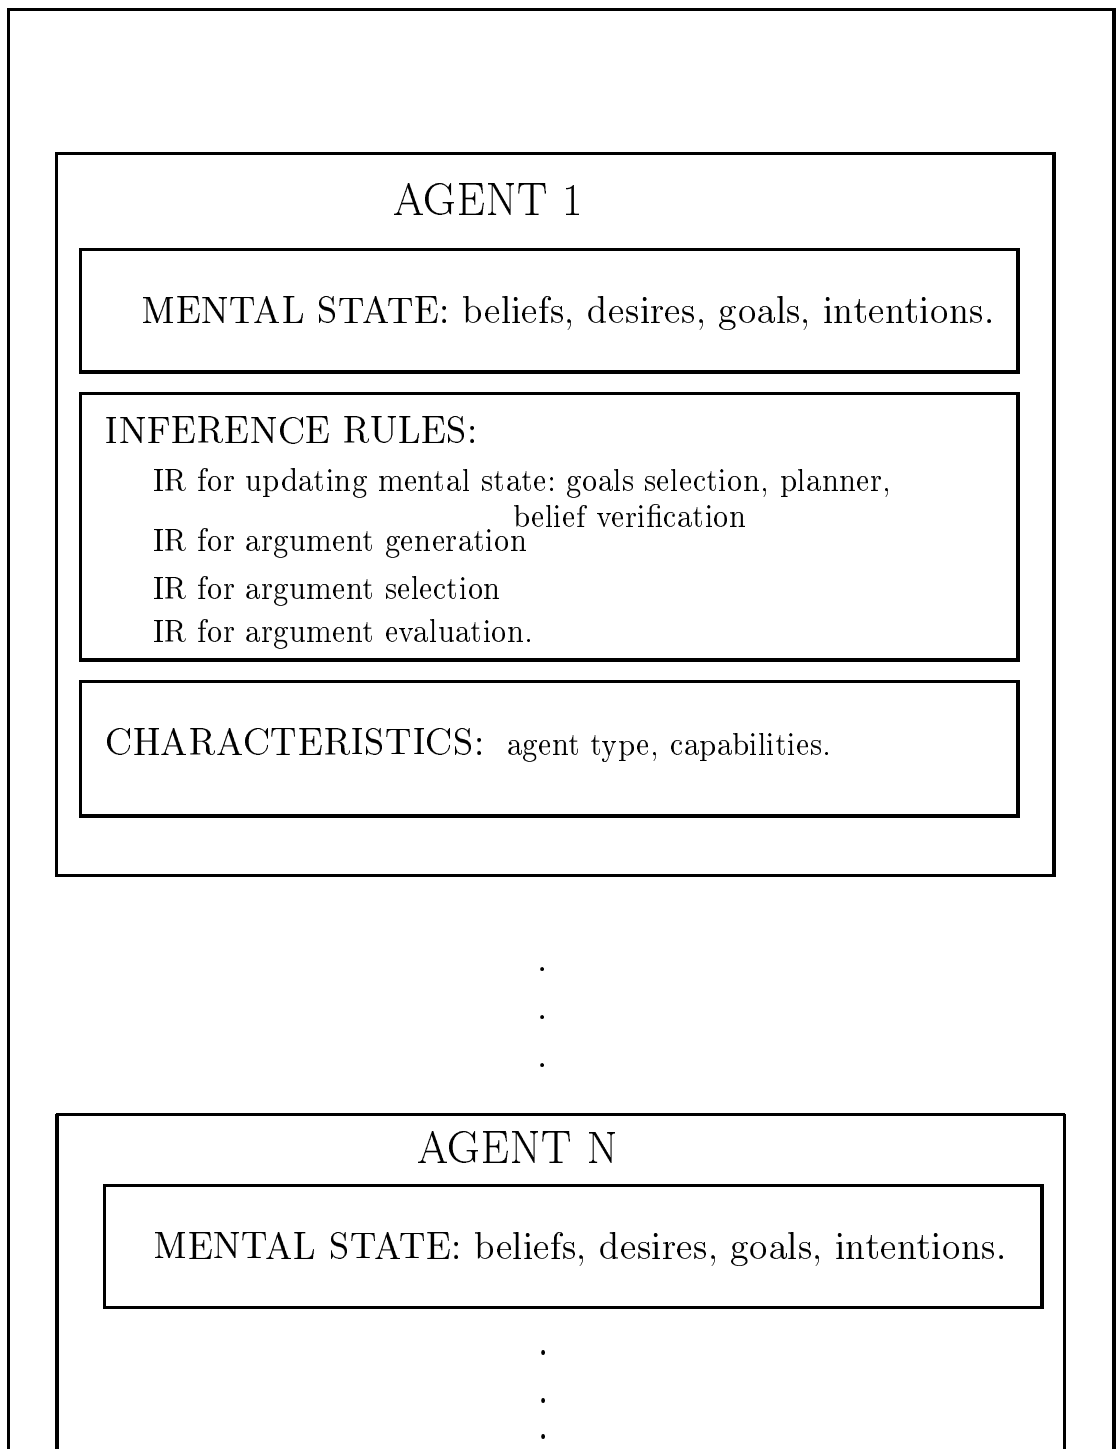 AGENT 1
MENTAL STATE: beliefs, desires, goals, intentions.
INFERENCE RULES:
IR for updating mental state: goals selection, planner,
belief verification
IR for argument generation
IR for argument selection
IR for argument evaluation.
CHARACTERISTICS: agent type, capabilities.
.
.
.
AGENT N
MENTAL STATE: beliefs, desires, goals, intentions.
.
.
.